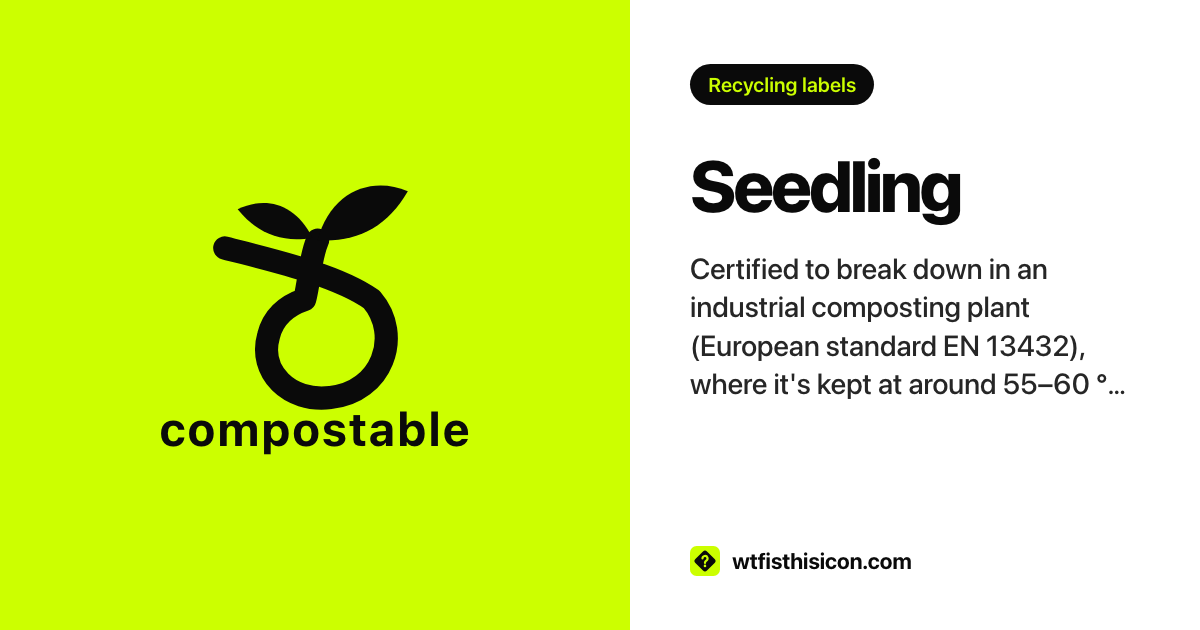 compostable
Recycling labels
Seedling
Certified to break down in an
industrial composting plant
(European standard EN 13432),
where it's kept at around 55–60 °...
wtfisthisicon.com